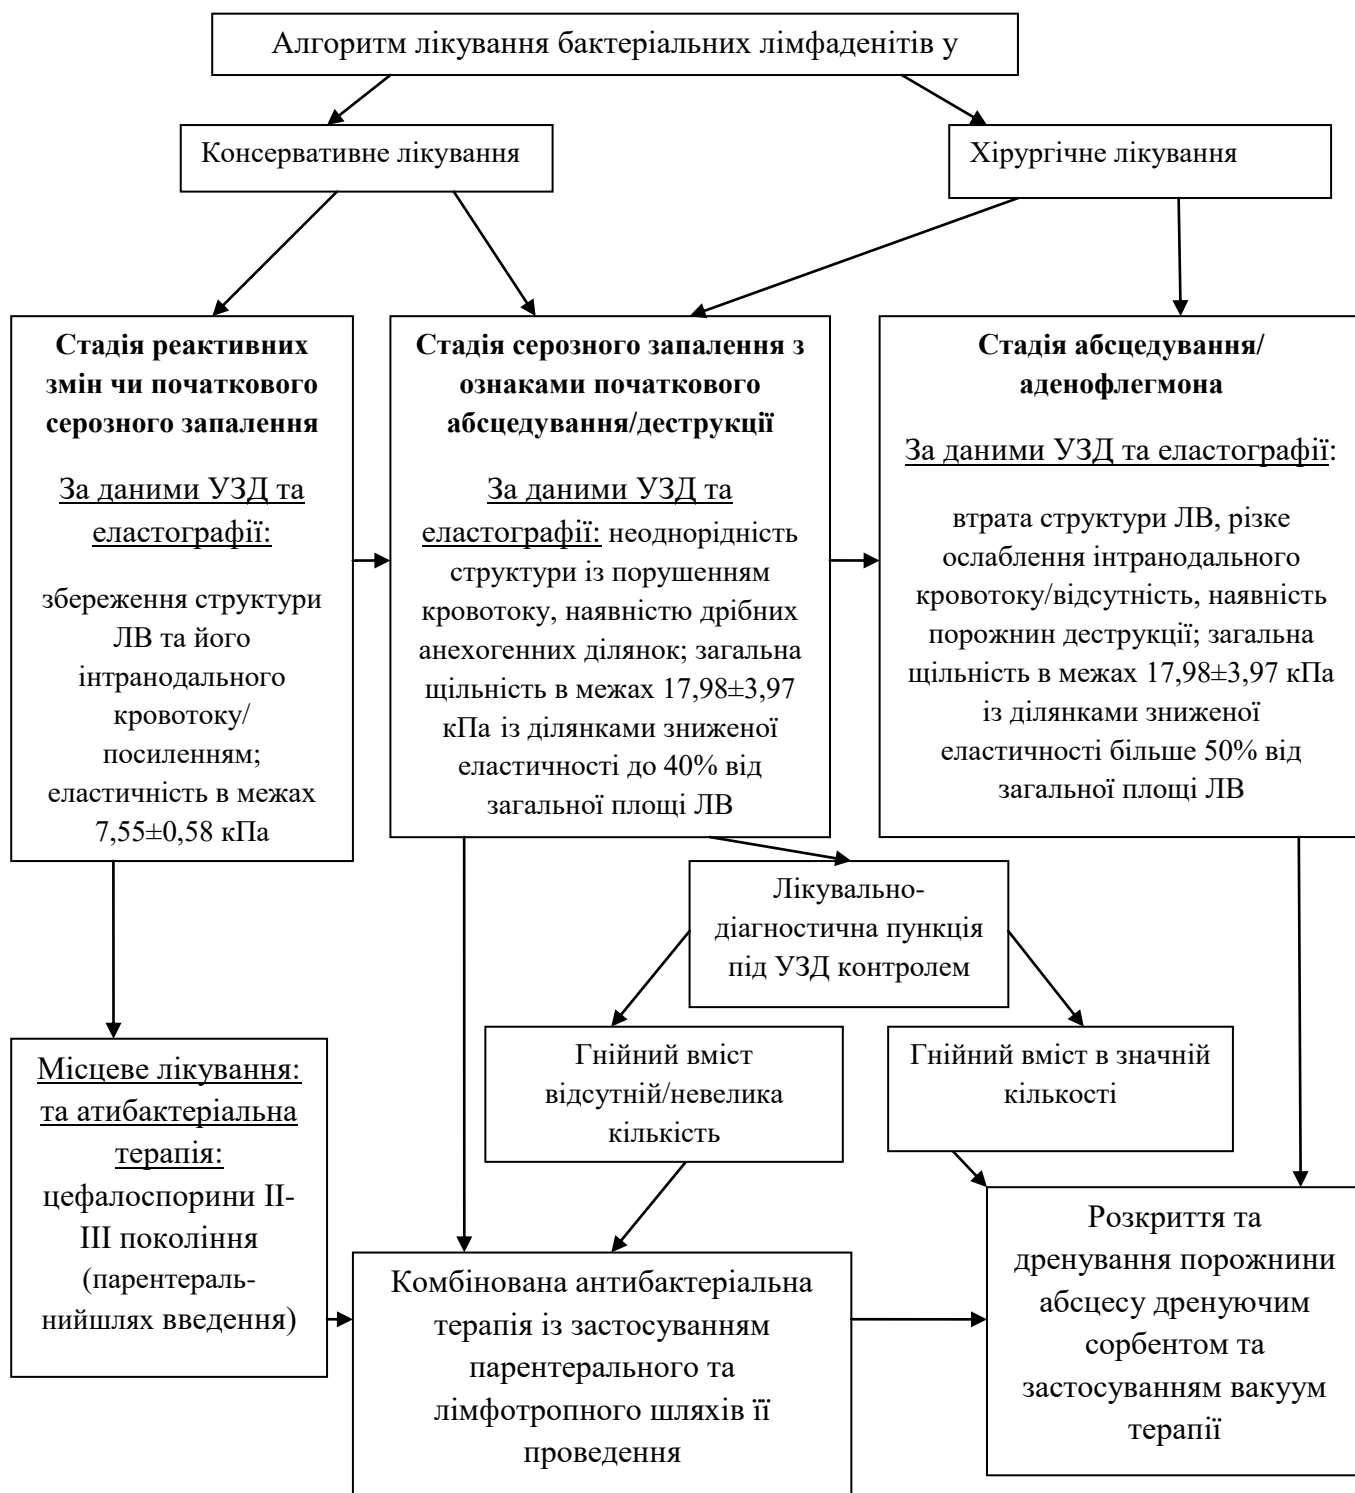 Алгоритм лікування бактеріальних лімфаденітів у
Консервативне лікування
Хірургічне лікування
Стадія реактивних
змін чи початкового
серозного запалення
За даними УЗД та
еластографії:
збереження структури
ЛВ та його
інтранодального
кровотоку/
посиленням;
еластичність в межах
7,55±0,58 кПа
Стадія серозного запалення з
ознаками початкового
абсцедування/деструкції
За даними УЗД та
еластографії: неоднорідність
структури із порушенням
кровотоку, наявністю дрібних
анехогенних ділянок; загальна
щільність в межах 17,98±3,97
кПа із ділянками зниженої
еластичності до 40% від
загальної площі ЛВ
Стадія абсцедування/
аденофлегмона
За даними УЗД та еластографії:
втрата структури ЛВ, різке
ослаблення інтранодального
кровотоку/відсутність, наявність
порожнин деструкції; загальна
щільність в межах 17,98±3,97 кПа
із ділянками зниженої
еластичності більше 50% від
загальної площі ЛВ
Лікувально-
діагностична пункція
під УЗД контролем
Гнійний вміст
відсутній/невелика
кількість
Гнійний вміст в значній
кількості
Місцеве лікування:
та атибактеріальна
терапія:
цефалоспорини ІІ-
ІІІ покоління
(парентераль-
нийшлях введення)
Комбінована антибактеріальна
терапія із застосуванням
парентерального та
лімфотропного шляхів її
проведення
Розкриття та
дренування порожнини
абсцесу дренуючим
сорбентом та
застосуванням вакуум
терапії